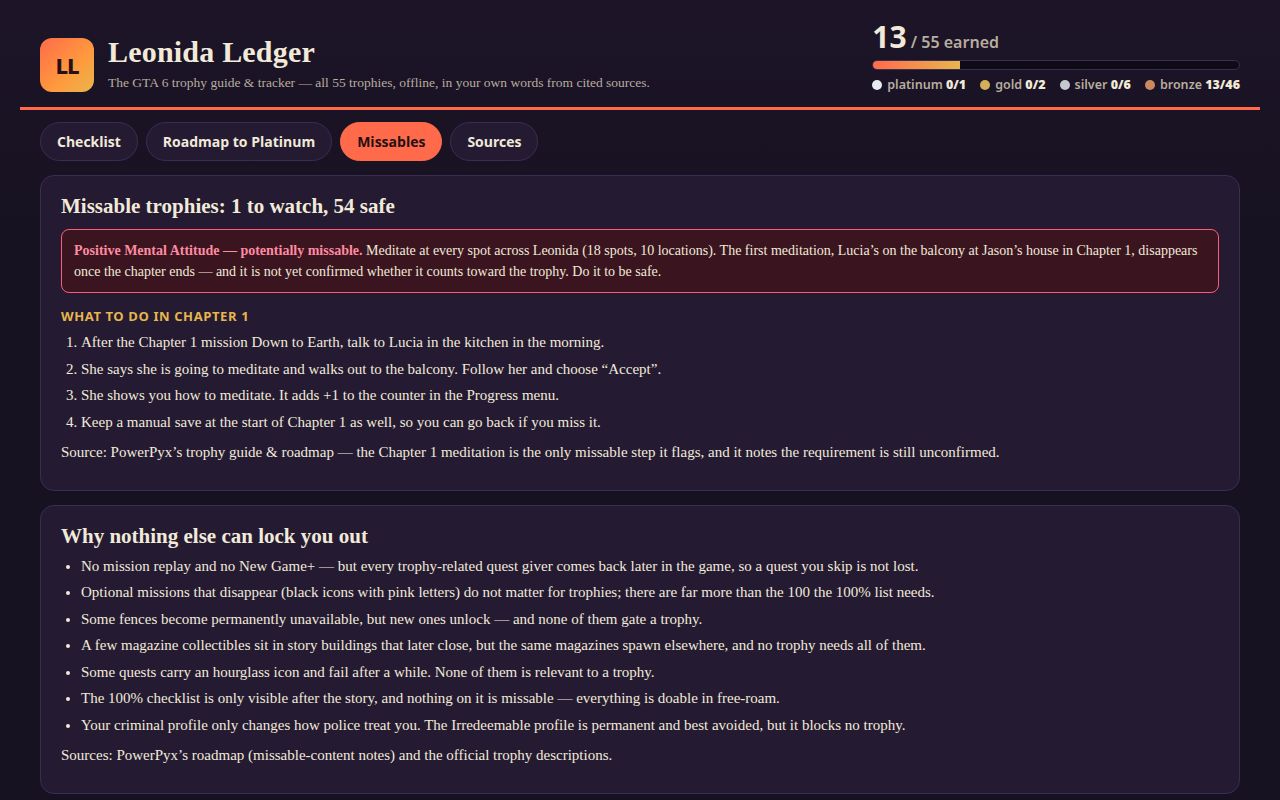 LL
Leonida Ledger
The GTA 6 trophy guide & tracker — all 55 trophies, offline, in your own words from cited sources.
13 / 55 earned
platinum 0/1 gold 0/2 silver 0/6 bronze 13/46
Checklist Roadmap to Platinum Missables Sources
Missable trophies: 1 to watch, 54 safe
Positive Mental Attitude — potentially missable. Meditate at every spot across Leonida (18 spots, 10 locations). The first meditation, Lucia’s on the balcony at Jason’s house in Chapter 1, disappears
once the chapter ends — and it is not yet confirmed whether it counts toward the trophy. Do it to be safe.
WHAT TO DO IN CHAPTER 1
1. After the Chapter 1 mission Down to Earth, talk to Lucia in the kitchen in the morning.
2. She says she is going to meditate and walks out to the balcony. Follow her and choose “Accept”.
3. She shows you how to meditate. It adds +1 to the counter in the Progress menu.
4. Keep a manual save at the start of Chapter 1 as well, so you can go back if you miss it.
Source: PowerPyx’s trophy guide & roadmap — the Chapter 1 meditation is the only missable step it flags, and it notes the requirement is still unconfirmed.
Why nothing else can lock you out
• No mission replay and no New Game+ — but every trophy-related quest giver comes back later in the game, so a quest you skip is not lost.
• Optional missions that disappear (black icons with pink letters) do not matter for trophies; there are far more than the 100 the 100% list needs.
• Some fences become permanently unavailable, but new ones unlock — and none of them gate a trophy.
• A few magazine collectibles sit in story buildings that later close, but the same magazines spawn elsewhere, and no trophy needs all of them.
• Some quests carry an hourglass icon and fail after a while. None of them is relevant to a trophy.
• The 100% checklist is only visible after the story, and nothing on it is missable — everything is doable in free-roam.
• Your criminal profile only changes how police treat you. The Irredeemable profile is permanent and best avoided, but it blocks no trophy.
Sources: PowerPyx’s roadmap (missable-content notes) and the official trophy descriptions.